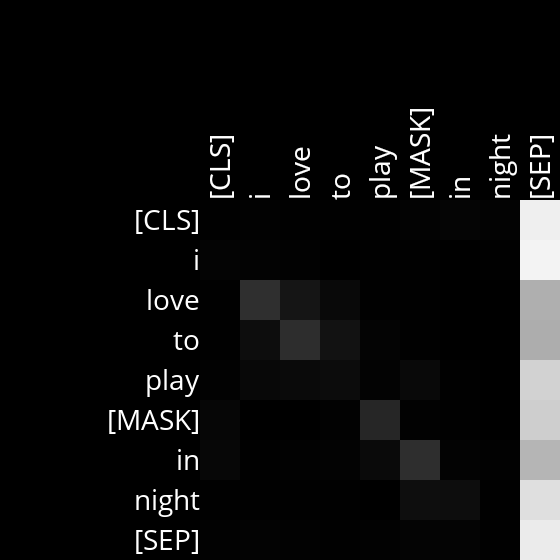 [CLS] i love to play [MASK] in night [SEP]
[CLS]
i
love
to
play
[MASK]
in
night
[SEP]